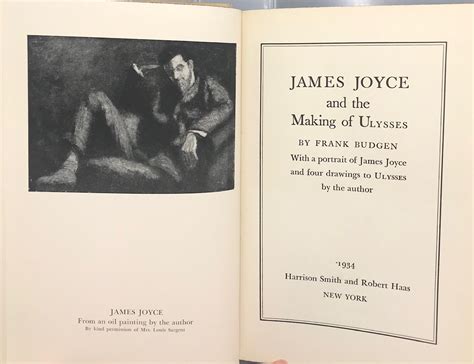 JAMES JOYCE
From an oil painting by the author
By kind permission of Mrs. Louis Sargent
JAMES JOYCE
and the
Making of ULYSSES
BY FRANK BUDGEN
With a portrait of James Joyce
and four drawings to ULYSSES
by the author
1934
Harrison Smith and Robert Haas
NEW YORK